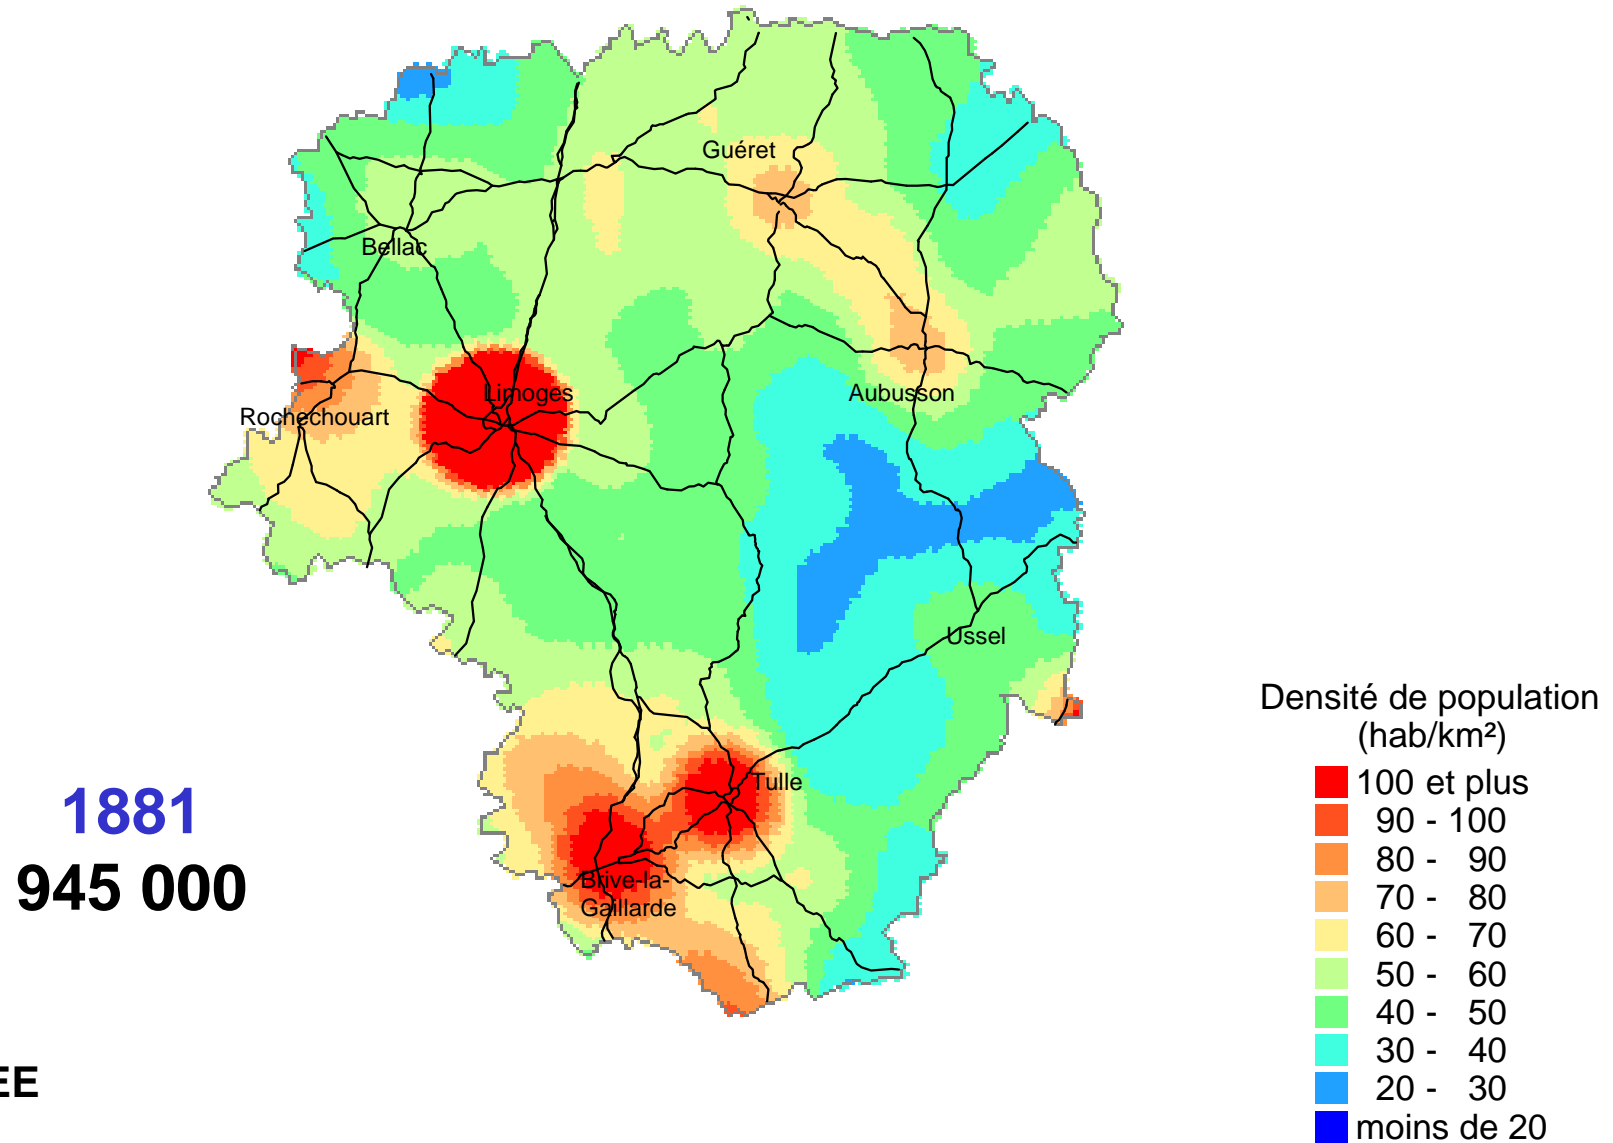 Guéret
Bellac
Limoges
Aubusson
Rochechouart
Ussel
Tulle
Brive-la-
Gaillarde
1881
945 000
EE
Densité de population
(hab/km²)
100 et plus
90 - 100
80 - 90
70 - 80
60 - 70
50 - 60
40 - 50
30 - 40
20 - 30
moins de 20